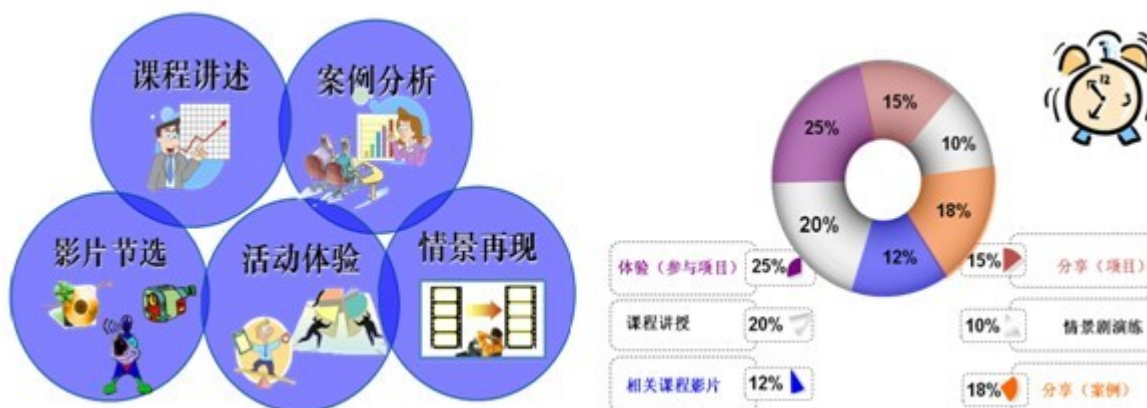 课程讲述
案例分析
影片节选
活动体验
情景再现
25%
15%
10%
18%
12%
20%
体验（参与项目） 25%
课程讲授 20%
相关课程影片 12%
15% 分享（项目）
10% 情景剧演练
18% 分享（案例）
12